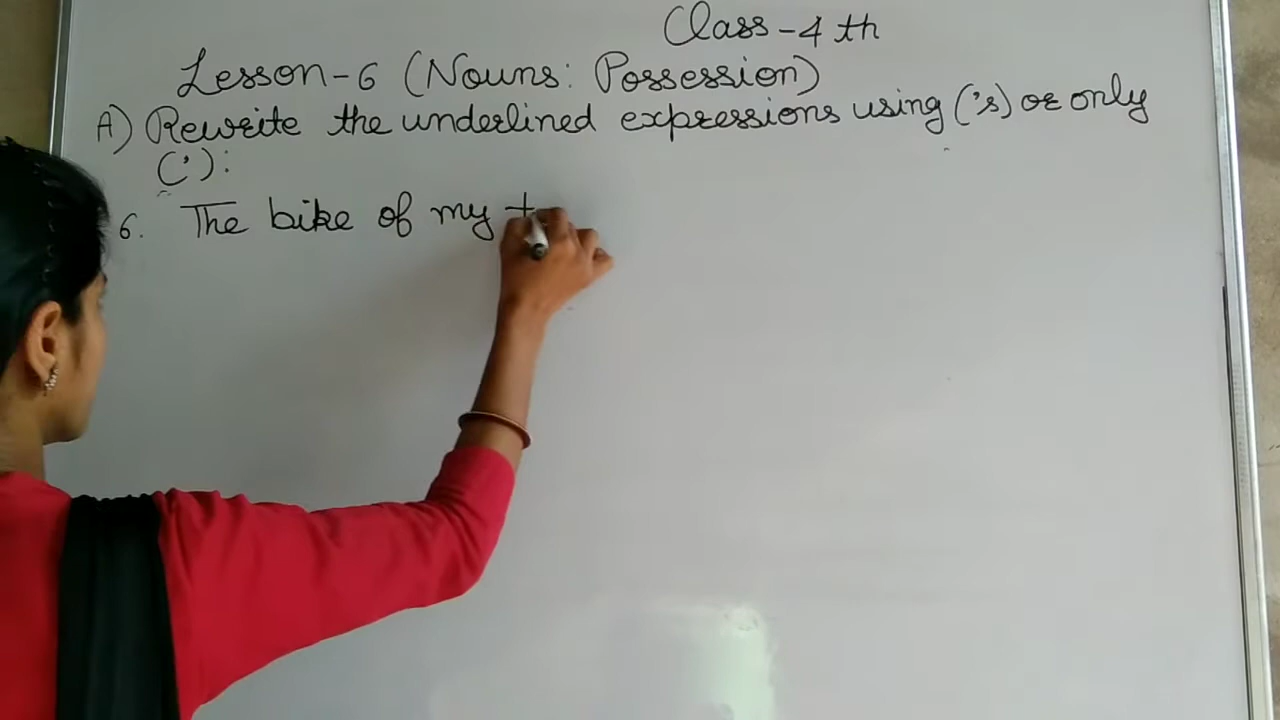 Class-4 th
Lesson-6 (Nouns: Possession)
A) Rewrite the underlined expressions using ('s) or only
('):
6. The bike of my